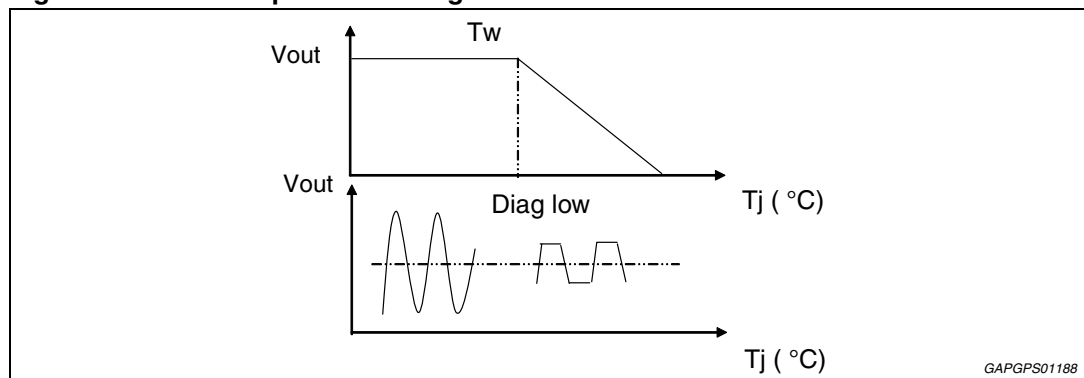 Tw
Vout
Tj ( °C)
Vout
Diag low
Tj ( °C)
GAPGPS01188